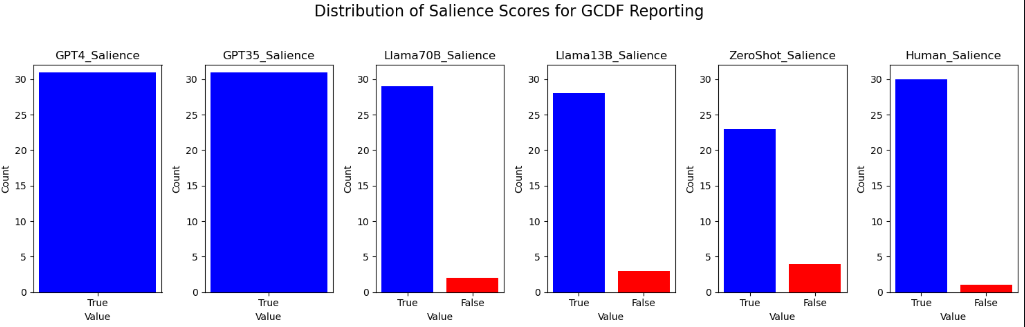 Distribution of Salience Scores for GCDF Reporting
GPT4_Salience
30
25
20
15
10
5
0
Count
True
Value
GPT35_Salience
30
25
20
15
10
5
0
Count
True
Value
Llama70B_Salience
30
25
20
15
10
5
0
Count
True False
Value
Llama13B_Salience
30
25
20
15
10
5
0
Count
True False
Value
ZeroShot_Salience
30
25
20
15
10
5
0
Count
True False
Value
Human_Salience
30
25
20
15
10
5
0
Count
True False
Value